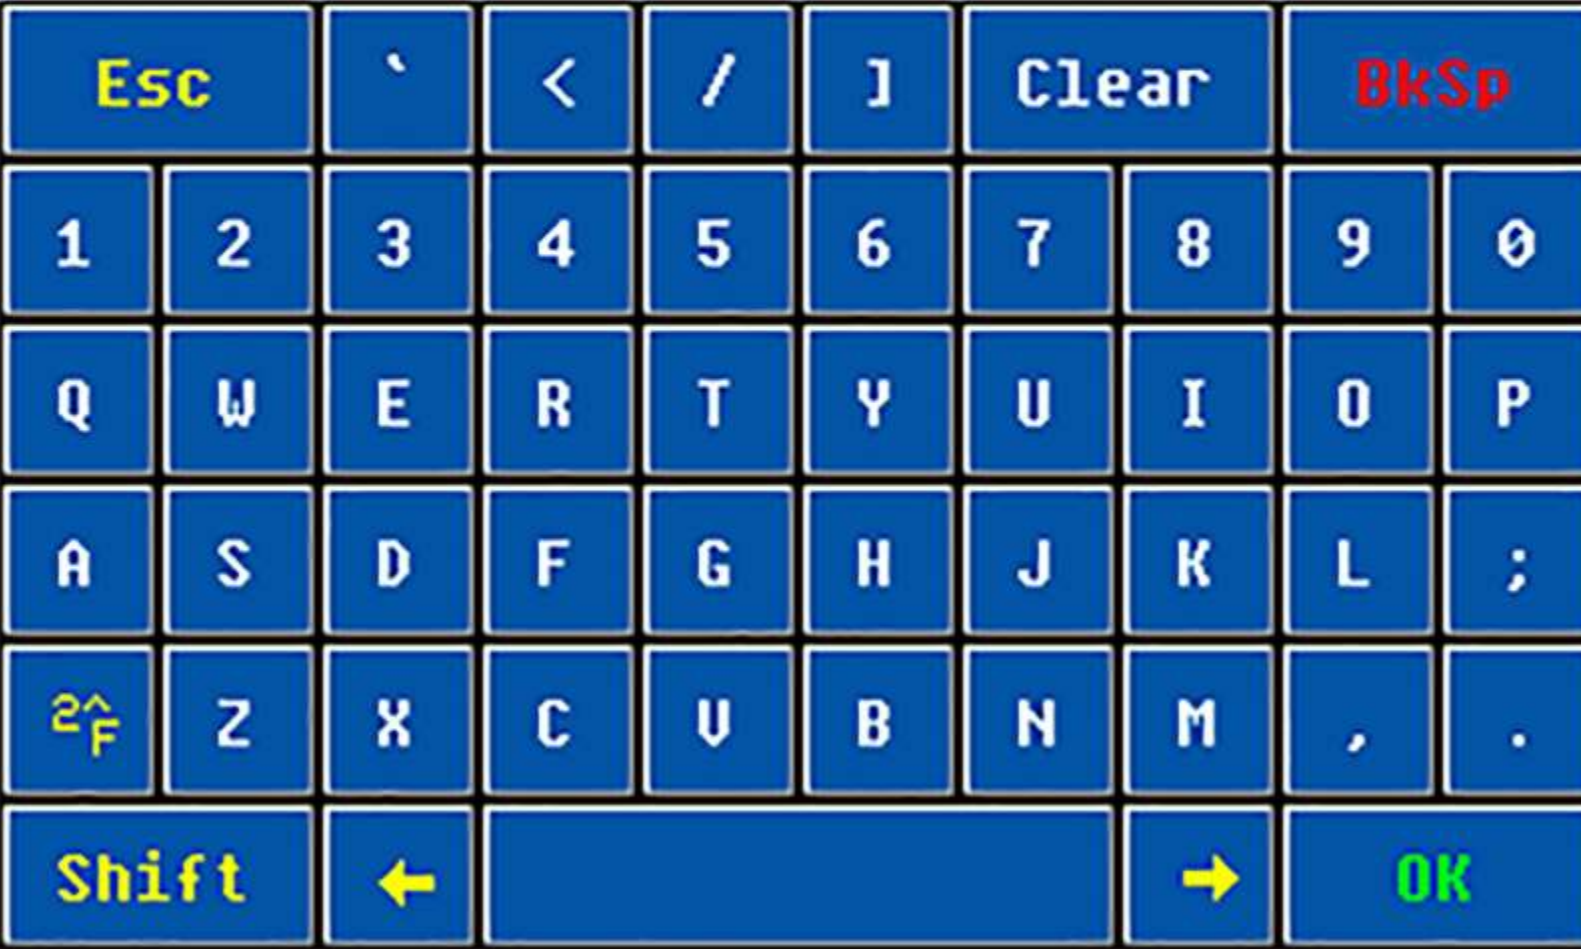 Esc ` < / ] Clear BkSp
1 2 3 4 5 6 7 8 9 0
Q W E R T Y U I O P
A S D F G H J K L ;
2^F Z X C V B N M , .
Shift ← → OK